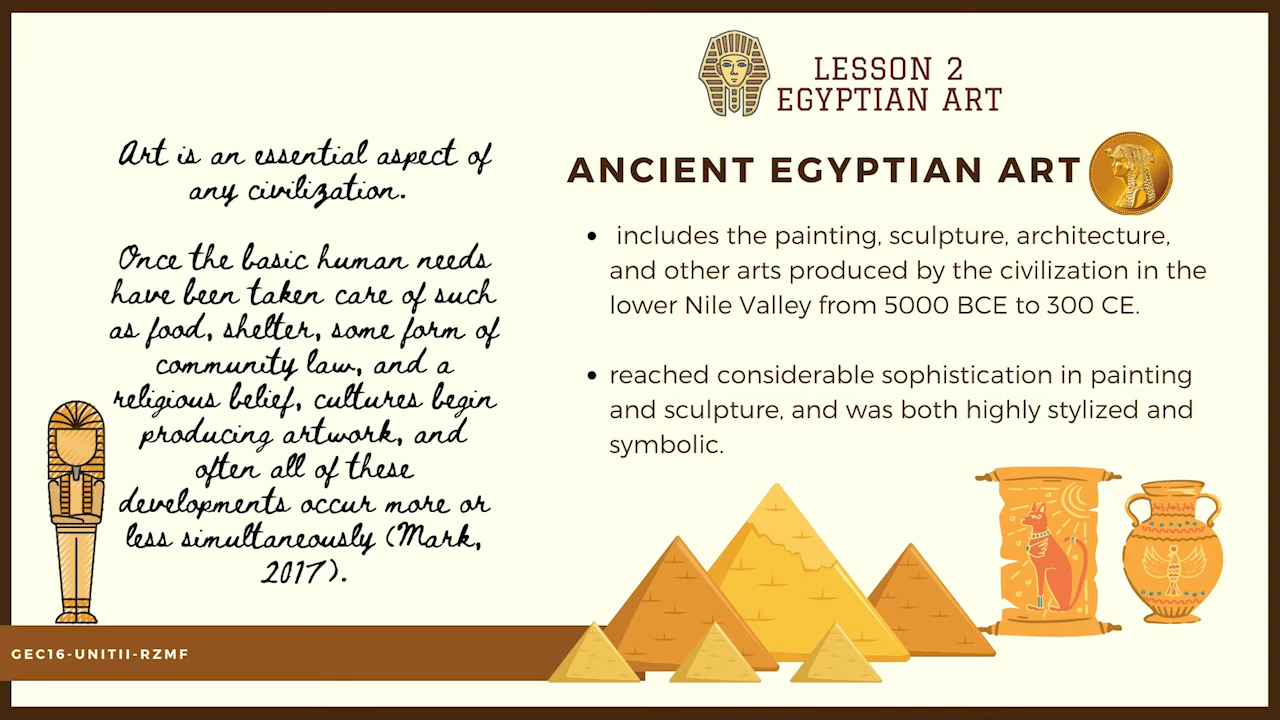 LESSON 2
EGYPTIAN ART
Art is an essential aspect of
any civilization.
Once the basic human needs
have been taken care of such
as food, shelter, some form of
community law, and a
religious belief, cultures begin
producing artwork, and
often all of these
developments occur more or
less simultaneously (Mark,
2017).
ANCIENT EGYPTIAN ART
• includes the painting, sculpture, architecture,
and other arts produced by the civilization in the
lower Nile Valley from 5000 BCE to 300 CE.
• reached considerable sophistication in painting
and sculpture, and was both highly stylized and
symbolic.
GEC16-UNITII-RZMF